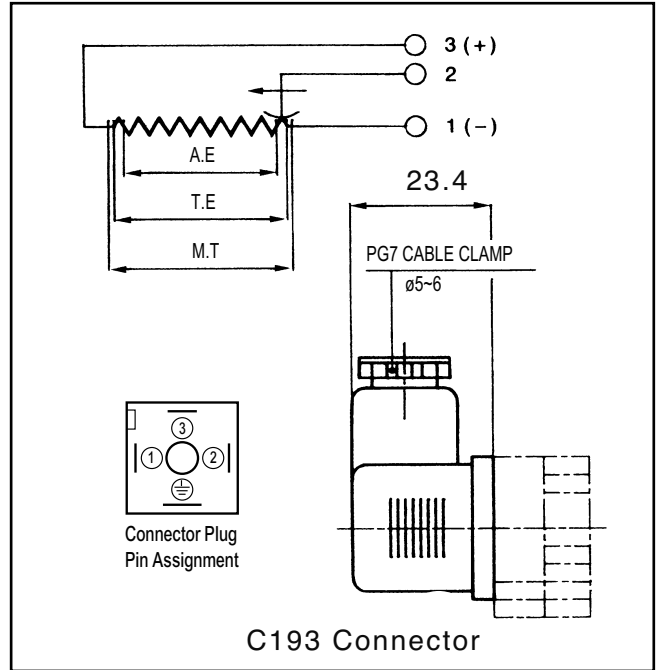 3 (+)
2
1 (–)
A.E
T.E
M.T
23.4
PG7 CABLE CLAMP
ø5~6
3
1
2
Connector Plug
Pin Assignment
C193 Connector